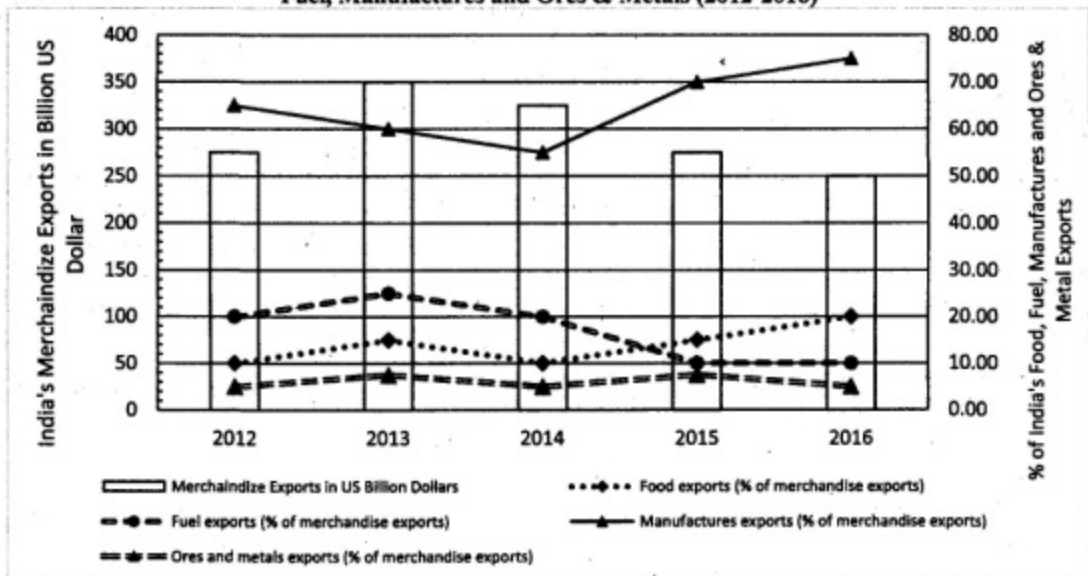 Fuel, Manufactures and Ores & Metals (2012-2016)
India's Merchaindize Exports in Billion US
Dollar
400
350
300
250
200
150
100
50
0
80.00
70.00
60.00
50.00
40.00
30.00
20.00
10.00
0.00
% of India's Food, Fuel, Manufactures and Ores &
Metal Exports
2012 2013 2014 2015 2016
Merchaindize Exports in US Billion Dollars
Food exports (% of merchandise exports)
Fuel exports (% of merchandise exports)
Manufactures exports (% of merchandise exports)
Ores and metals exports (% of merchandise exports)